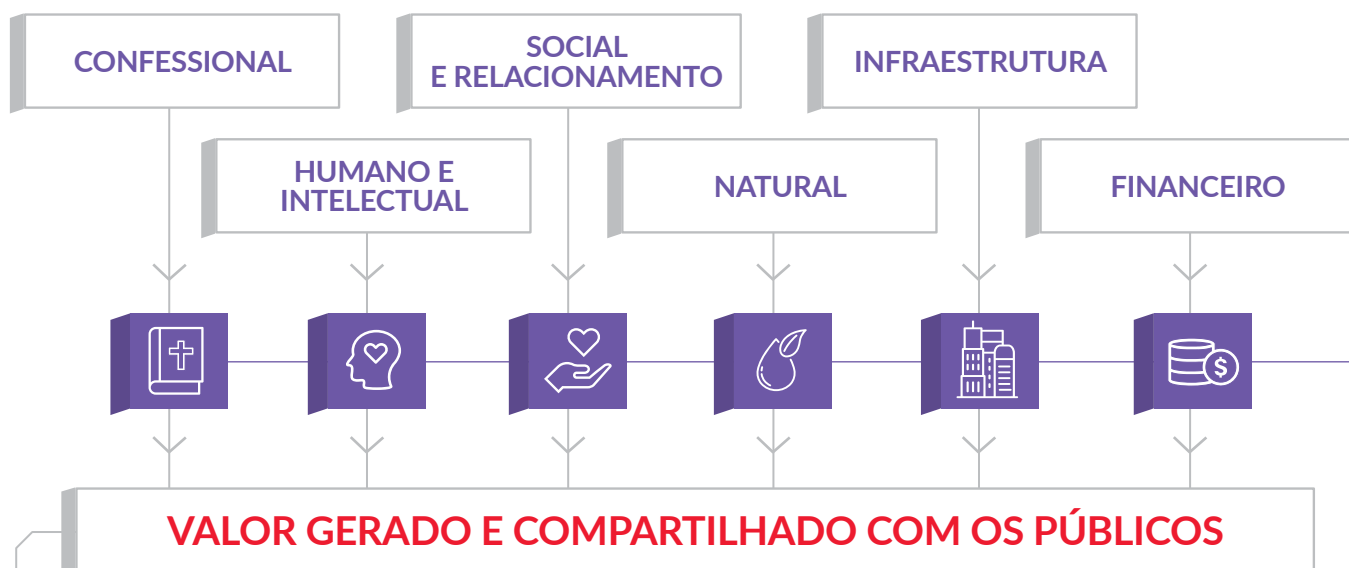 CONFESSIONAL
SOCIAL
E RELACIONAMENTO
INFRAESTRUTURA
HUMANO E
INTELECTUAL
NATURAL
FINANCEIRO
$
VALOR GERADO E COMPARTILHADO COM OS PÚBLICOS